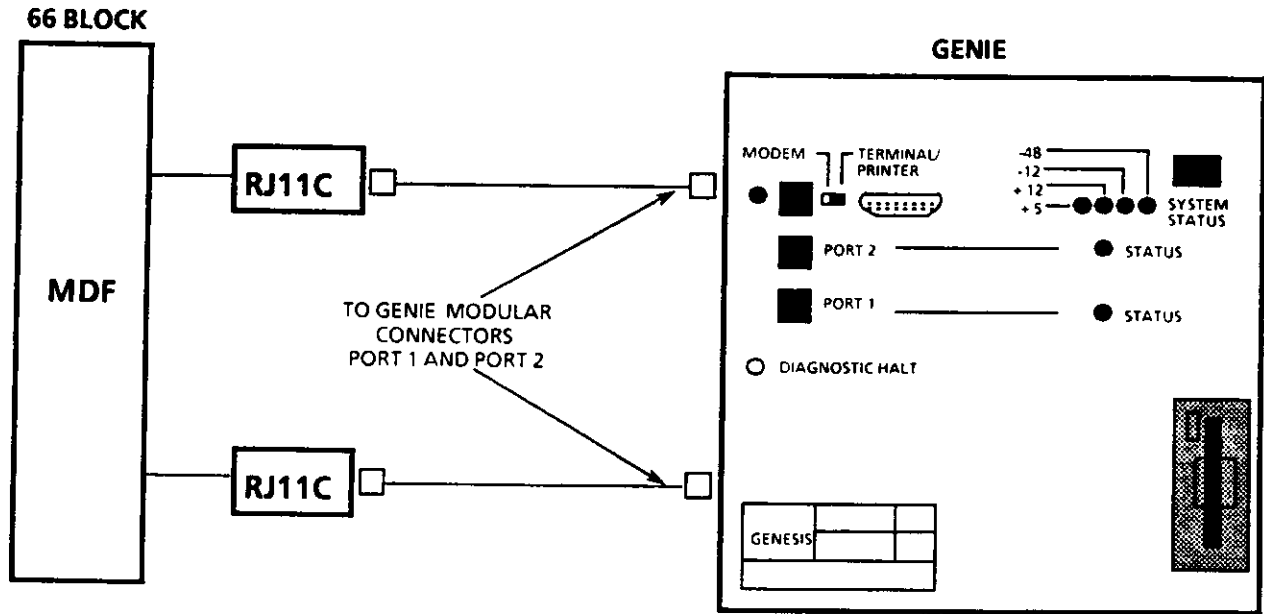 66 BLOCK
GENIE
MDF
RJ11C
RJ11C
TO GENIE MODULAR
CONNECTORS
PORT 1 AND PORT 2
MODEM
TERMINAL/
PRINTER
-48
-12
+ 12
+ 5
SYSTEM
STATUS
PORT 2
STATUS
PORT 1
STATUS
DIAGNOSTIC HALT
GENESIS